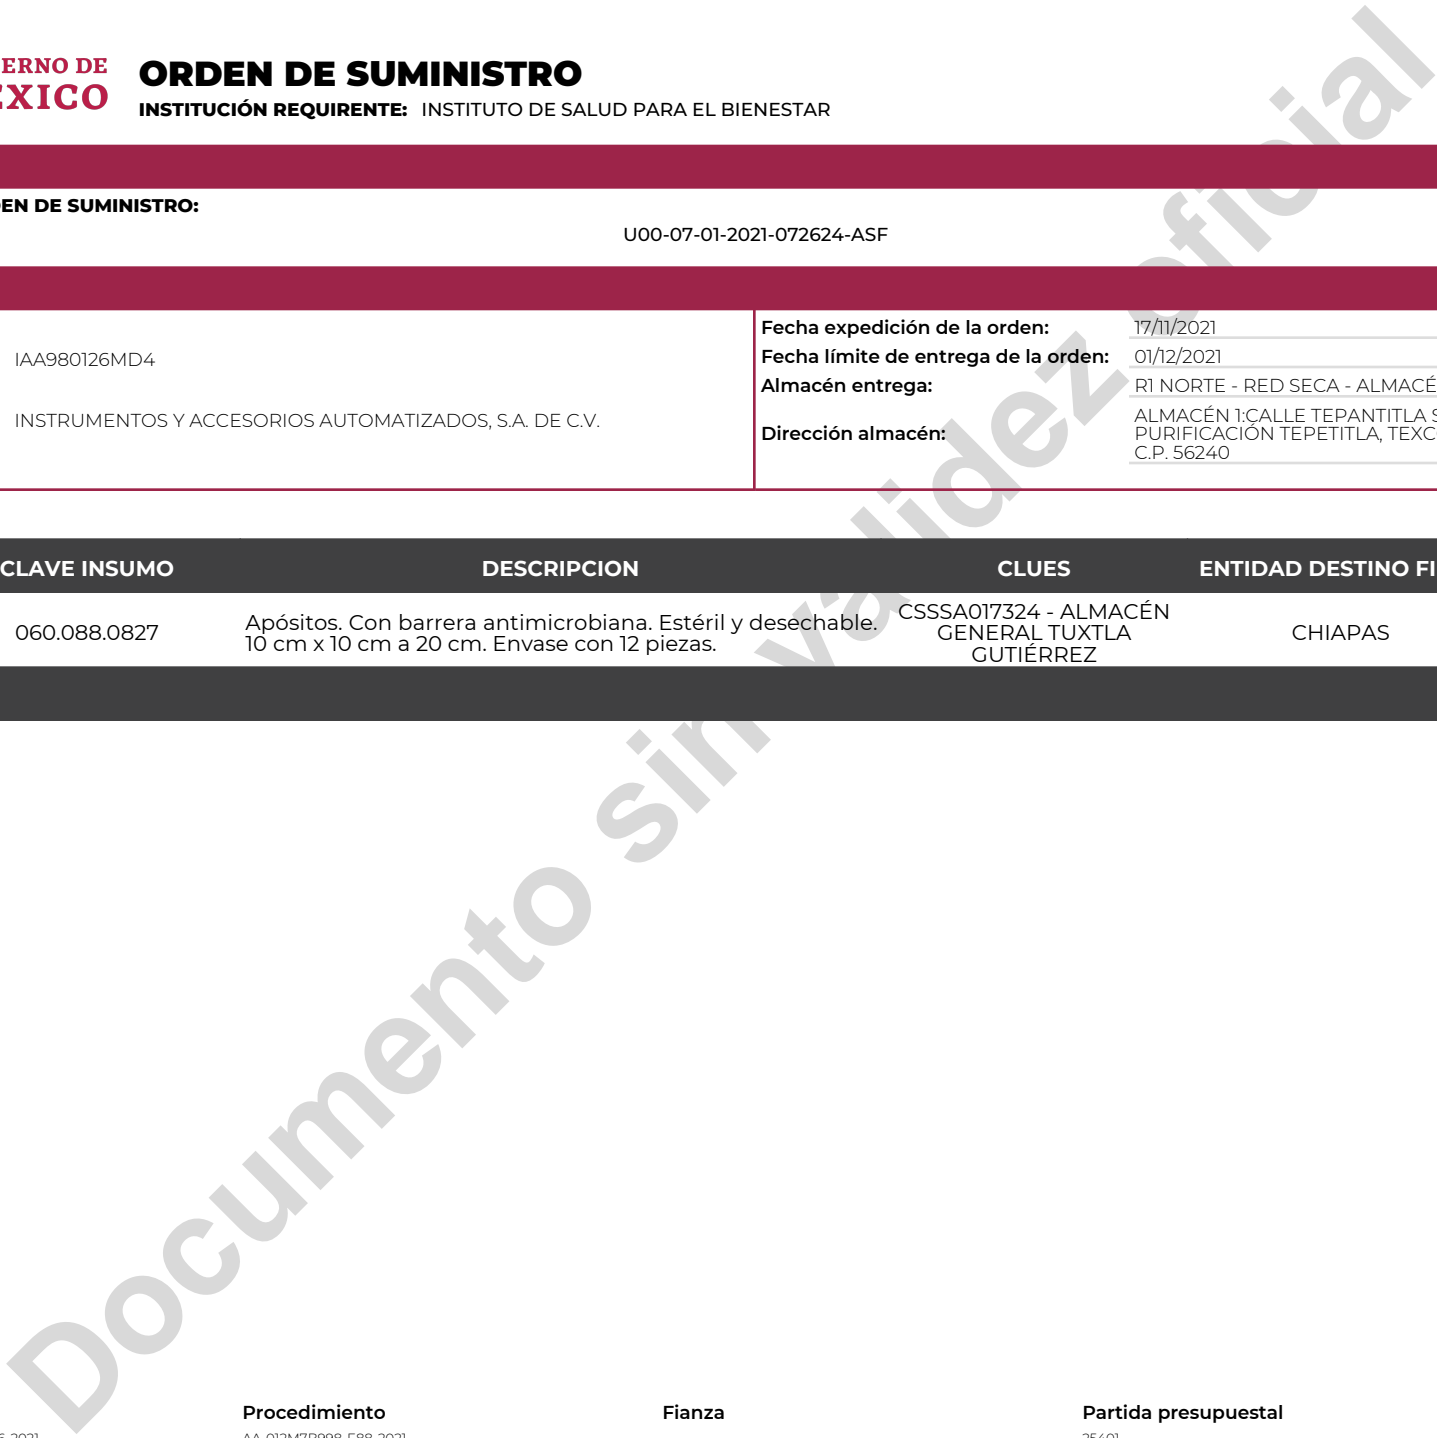 ERNO DE
ÉXICO
ORDEN DE SUMINISTRO
INSTITUCIÓN REQUIRENTE: INSTITUTO DE SALUD PARA EL BIENESTAR
EN DE SUMINISTRO:
U00-07-01-2021-072624-ASF
IAA980126MD4
INSTRUMENTOS Y ACCESORIOS AUTOMATIZADOS, S.A. DE C.V.
Fecha expedición de la orden: 17/11/2021
Fecha límite de entrega de la orden: 01/12/2021
Almacén entrega: R1 NORTE - RED SECA - ALMACÉ
Dirección almacén: ALMACÉN 1:CALLE TEPANTITLA S
PURIFICACIÓN TEPETITLA, TEXC
C.P. 56240
CLAVE INSUMO DESCRIPCION CLUES ENTIDAD DESTINO FI
060.088.0827 Apósitos. Con barrera antimicrobiana. Estéril y desechable.
10 cm x 10 cm a 20 cm. Envase con 12 piezas.
CSSSA017324 - ALMACÉN
GENERAL TUXTLA
GUTIÉRREZ
CHIAPAS
Documento sin validez oficial
Procedimiento Fianza Partida presupuestal